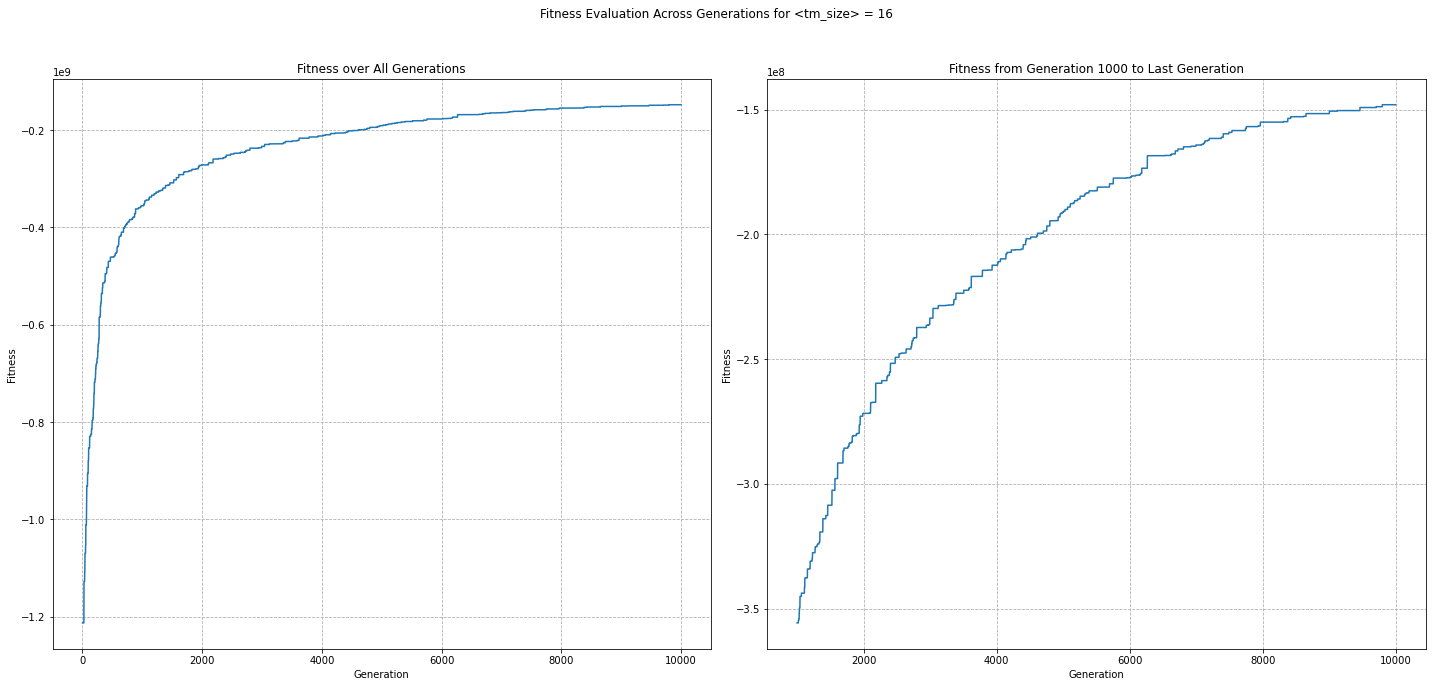 Fitness Evaluation Across Generations for <tm_size> = 16
Fitness over All Generations
1e9
−0.2
−0.4
−0.6
−0.8
−1.0
−1.2
Fitness
0 2000 4000 6000 8000 10000
Generation
Fitness from Generation 1000 to Last Generation
1e8
−1.5
−2.0
−2.5
−3.0
−3.5
Fitness
2000 4000 6000 8000 10000
Generation